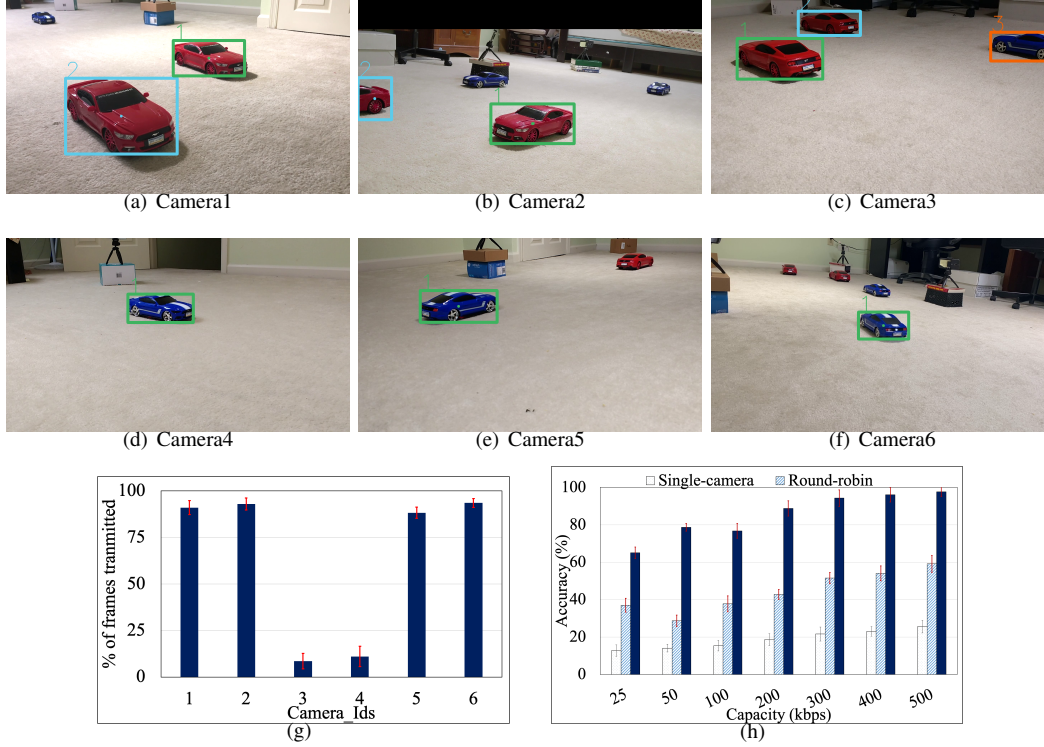 1
2
(a) Camera1
2
1
(b) Camera2
2
1
3
(c) Camera3
1
(d) Camera4
1
(e) Camera5
1
(f) Camera6
% of frames tranmitted
100
75
50
25
0
1 2 3 4 5 6
Camera_Ids
(g)
Single-camera Round-robin
Accuracy (%)
100
80
60
40
20
0
25 50 100 200 300 400 500
Capacity (kbps)
(h)